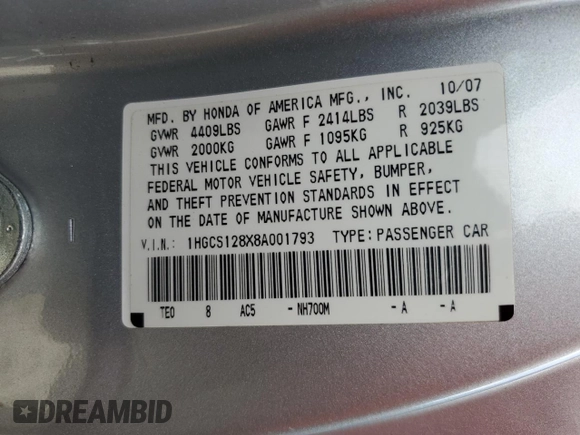 MFD. BY HONDA OF AMERICA MFG., INC. 10/07
GVWR 4409LBS GAWR F 2414LBS R 2039LBS
GVWR 2000KG GAWR F 1095KG R 925KG
THIS VEHICLE CONFORMS TO ALL APPLICABLE
FEDERAL MOTOR VEHICLE SAFETY, BUMPER,
AND THEFT PREVENTION STANDARDS IN EFFECT
ON THE DATE OF MANUFACTURE SHOWN ABOVE.
V.I.N.: 1HGCS128X8A001793 TYPE: PASSENGER CAR
TE0 8 AC5 - NH700M - A - A
DREAMBID